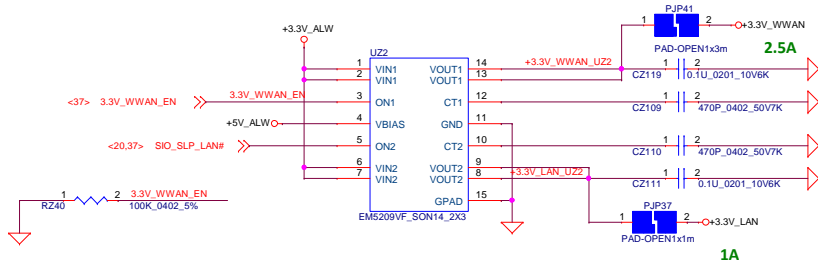 PJP41
1 2 +3.3V_WWAN
PAD-OPEN1x3m
2.5A
+3.3V_ALW
UZ2
1 VIN1 VOUT1 14 +3.3V_WWAN_UZ2
2 VIN1 VOUT1 13
1 2
CZ119 0.1U_0201_10V6K
<37> 3.3V_WWAN_EN 3.3V_WWAN_EN 3 ON1 CT1 12
1 2
CZ109 470P_0402_50V7K
+5V_ALW 4 VBIAS GND 11
<20,37> SIO_SLP_LAN# 5 ON2 CT2 10
1 2
CZ110 470P_0402_50V7K
6 VIN2 VOUT2 9
7 VIN2 VOUT2 8 +3.3V_LAN_UZ2
1 2
CZ111 0.1U_0201_10V6K
GPAD 15
EM5209VF_SON14_2X3
1 2 3.3V_WWAN_EN
RZ40 100K_0402_5%
PJP37
1 2 +3.3V_LAN
PAD-OPEN1x1m
1A